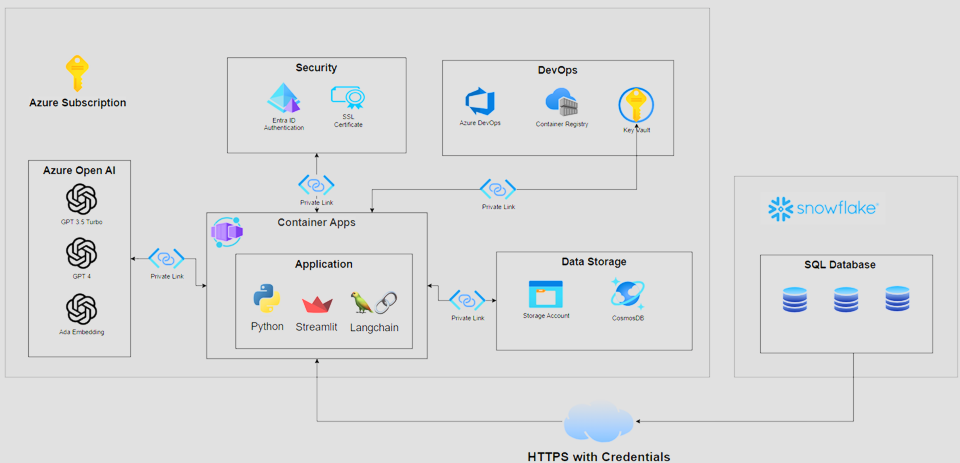 Azure Subscription
Security
Entra ID
Authentication
SSL
Certificate
DevOps
Azure DevOps
Container Registry
Key Vault
Private Link
Private Link
Azure Open AI
GPT 3.5 Turbo
GPT 4
Ada Embedding
Private Link
Container Apps
Application
Python
Streamlit
Langchain
Private Link
Data Storage
Storage Account
CosmosDB
snowflake
SQL Database
HTTPS with Credentials